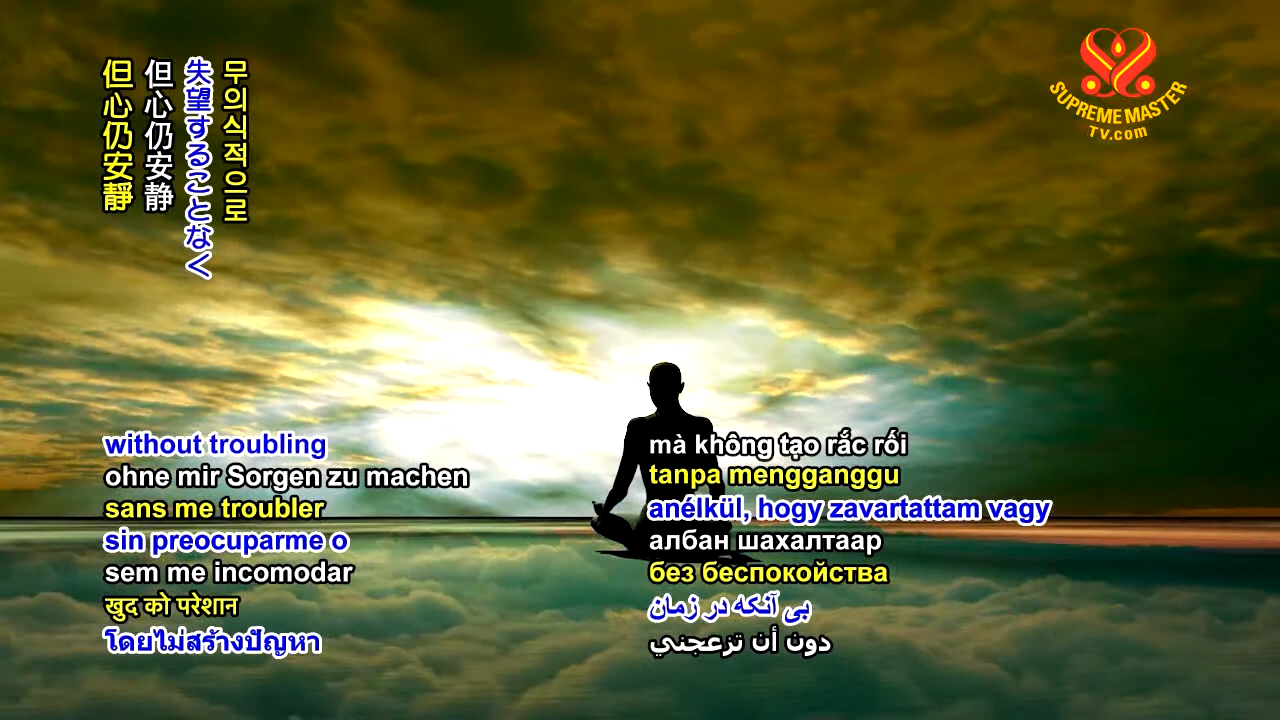 무의식적으로
失望することなく
但心仍安静
但心仍安靜
SUPREME MASTER
TV.com
without troubling
ohne mir Sorgen zu machen
sans me troubler
sin preocuparme o
sem me incomodar
खुद को परेशान
โดยไม่สร้างปัญหา
mà không tạo rắc rối
tanpa mengganggu
anélkül, hogy zavartattam vagy
албан шахалтаар
без беспокойства
بی آنکه در زمان
دون أن تزعجني